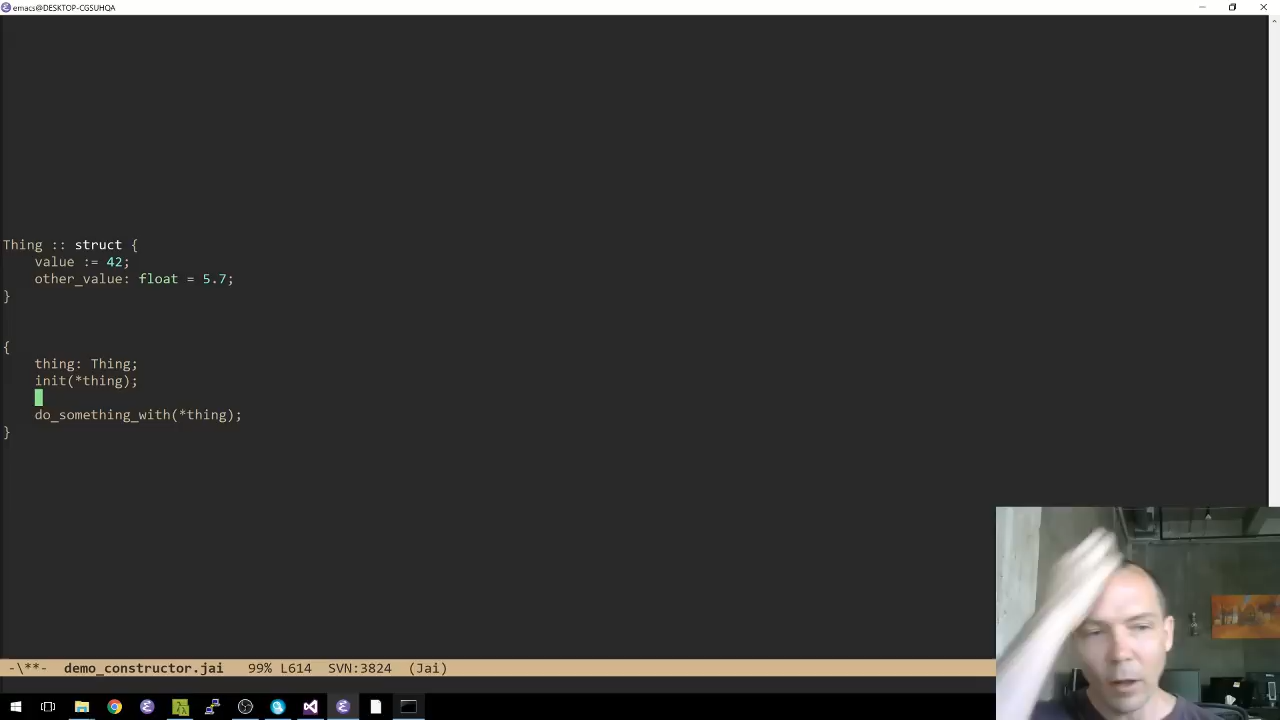 emacs@DESKTOP-CGSUHQA
Thing :: struct {
    value := 42;
    other_value: float = 5.7;
}
{
    thing: Thing;
    init(*thing);
    do_something_with(*thing);
}
-\**-  demo_constructor.jai   99% L614  SVN:3824  (Jai)